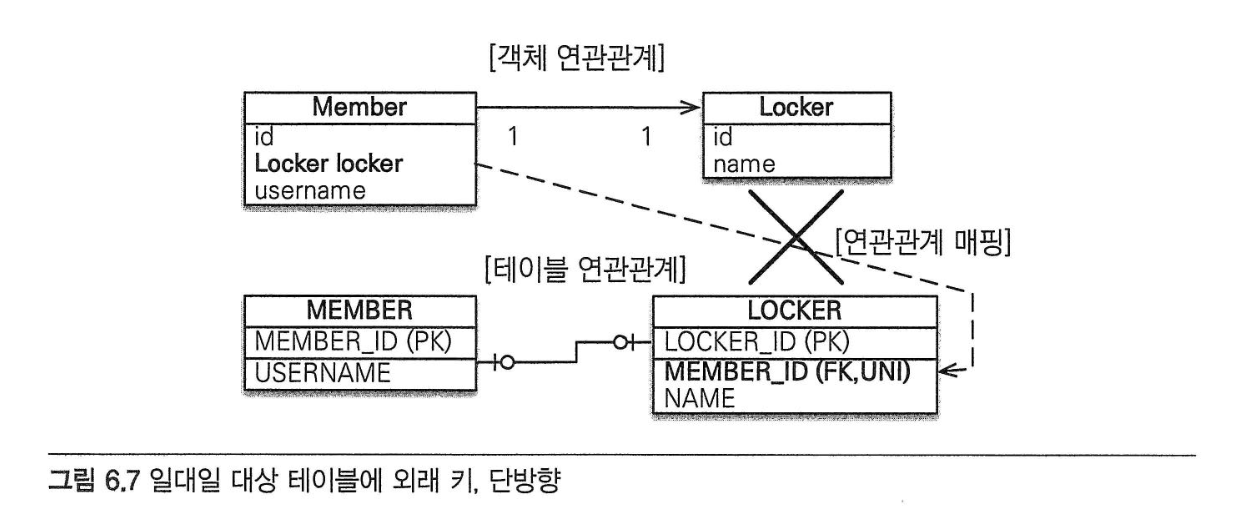 [객체 연관관계]
Member
id
Locker locker
username
1
1
Locker
id
name
[연관관계 매핑]
[테이블 연관관계]
MEMBER
MEMBER_ID (PK)
USERNAME
LOCKER
LOCKER_ID (PK)
MEMBER_ID (FK,UNI)
NAME
그림 6.7 일대일 대상 테이블에 외래 키, 단방향